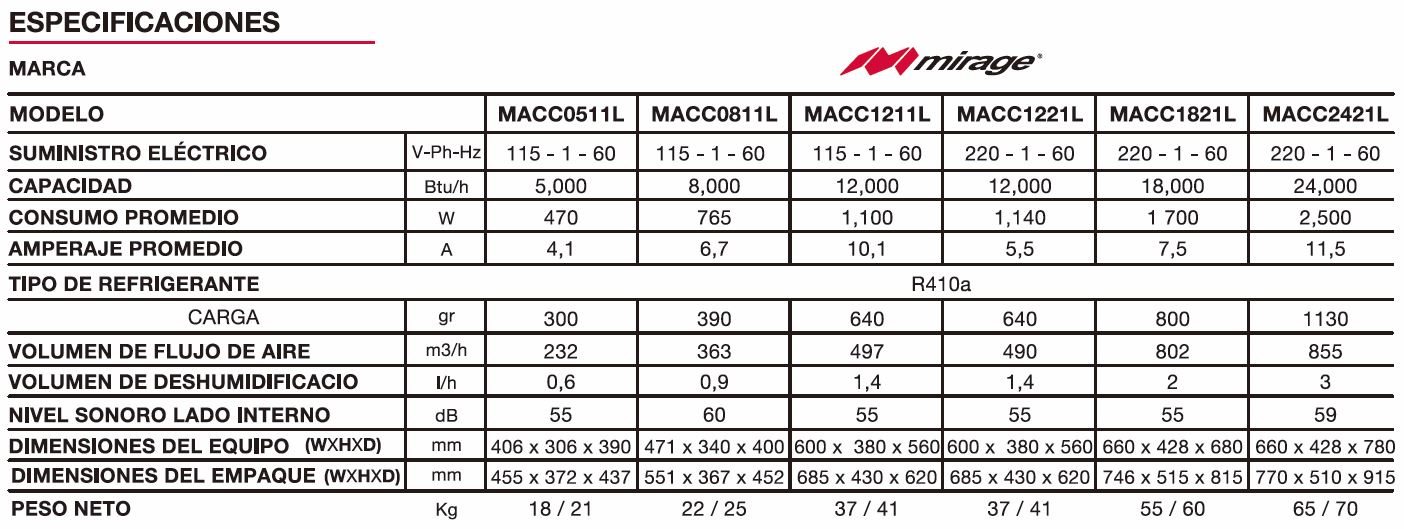 ESPECIFICACIONES
MARCA mirage®
MODELO MACC0511L MACC0811L MACC1211L MACC1221L MACC1821L MACC2421L
SUMINISTRO ELÉCTRICO V-Ph-Hz 115 - 1 - 60 115 - 1 - 60 115 - 1 - 60 220 - 1 - 60 220 - 1 - 60 220 - 1 - 60
CAPACIDAD Btu/h 5,000 8,000 12,000 12,000 18,000 24,000
CONSUMO PROMEDIO W 470 765 1,100 1,140 1 700 2,500
AMPERAJE PROMEDIO A 4,1 6,7 10,1 5,5 7,5 11,5
TIPO DE REFRIGERANTE R410a
CARGA gr 300 390 640 640 800 1130
VOLUMEN DE FLUJO DE AIRE m3/h 232 363 497 490 802 855
VOLUMEN DE DESHUMIDIFICACIO l/h 0,6 0,9 1,4 1,4 2 3
NIVEL SONORO LADO INTERNO dB 55 60 55 55 55 59
DIMENSIONES DEL EQUIPO (WXHXD) mm 406 x 306 x 390 471 x 340 x 400 600 x 380 x 560 600 x 380 x 560 660 x 428 x 680 660 x 428 x 780
DIMENSIONES DEL EMPAQUE (WXHXD) mm 455 x 372 x 437 551 x 367 x 452 685 x 430 x 620 685 x 430 x 620 746 x 515 x 815 770 x 510 x 915
PESO NETO Kg 18 / 21 22 / 25 37 / 41 37 / 41 55 / 60 65 / 70